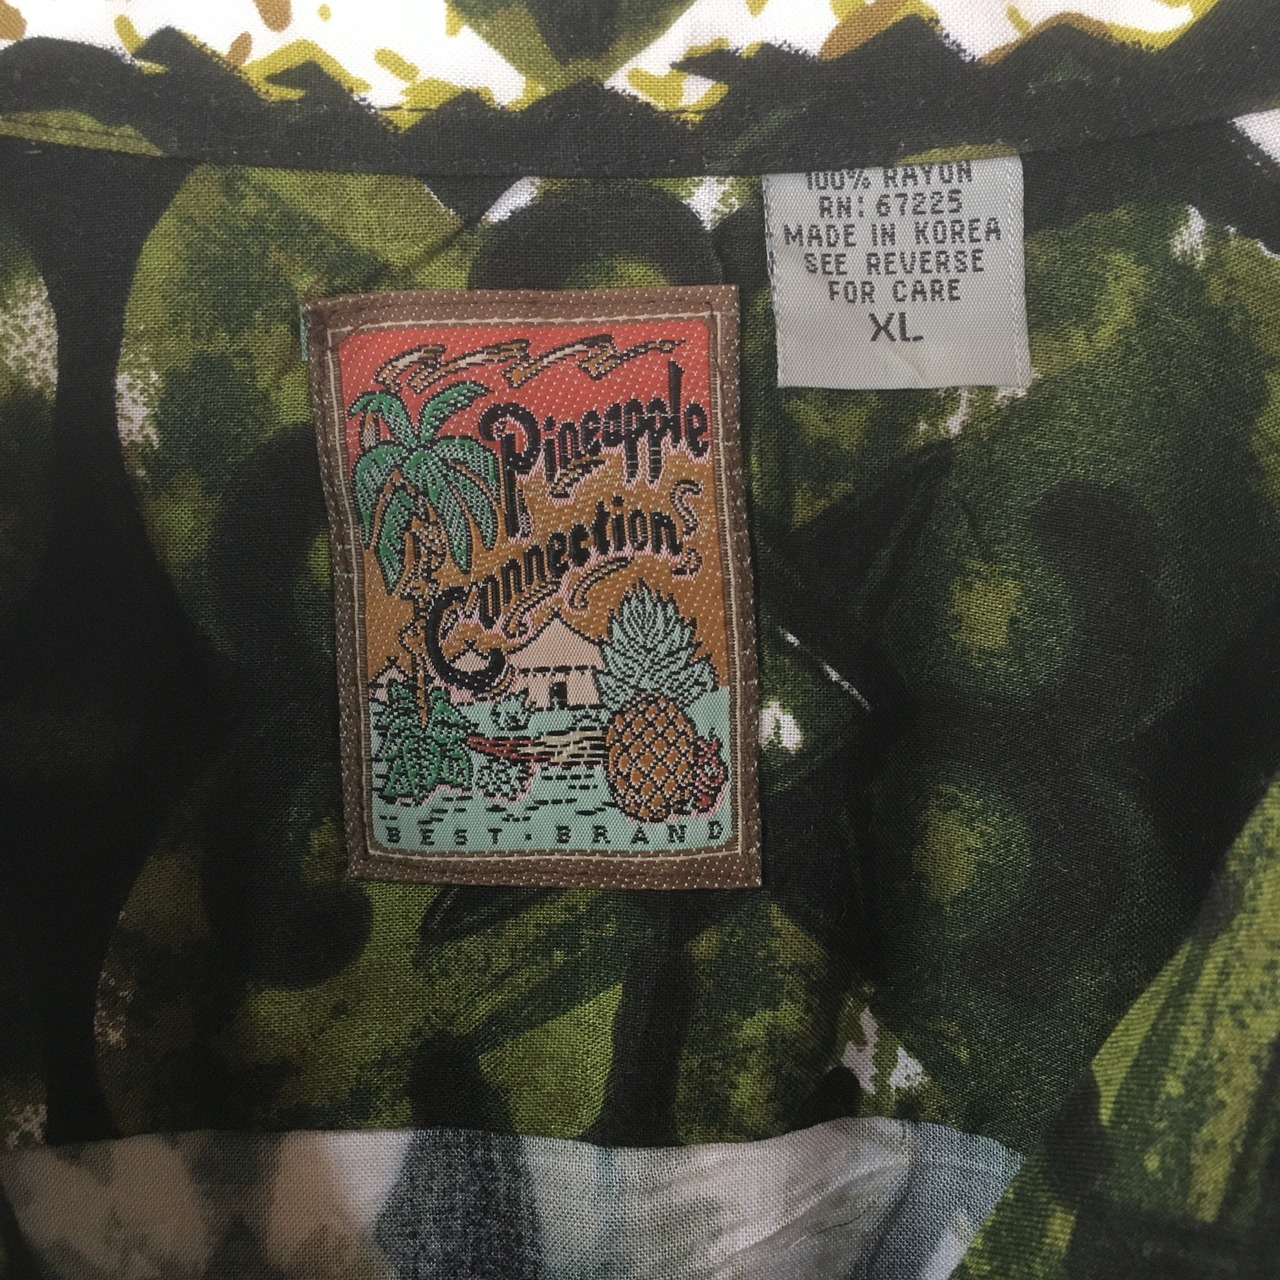 100% RAYON
RN: 67225
MADE IN KOREA
SEE REVERSE
FOR CARE
XL
Pineapple
Connection
BEST·BRAND